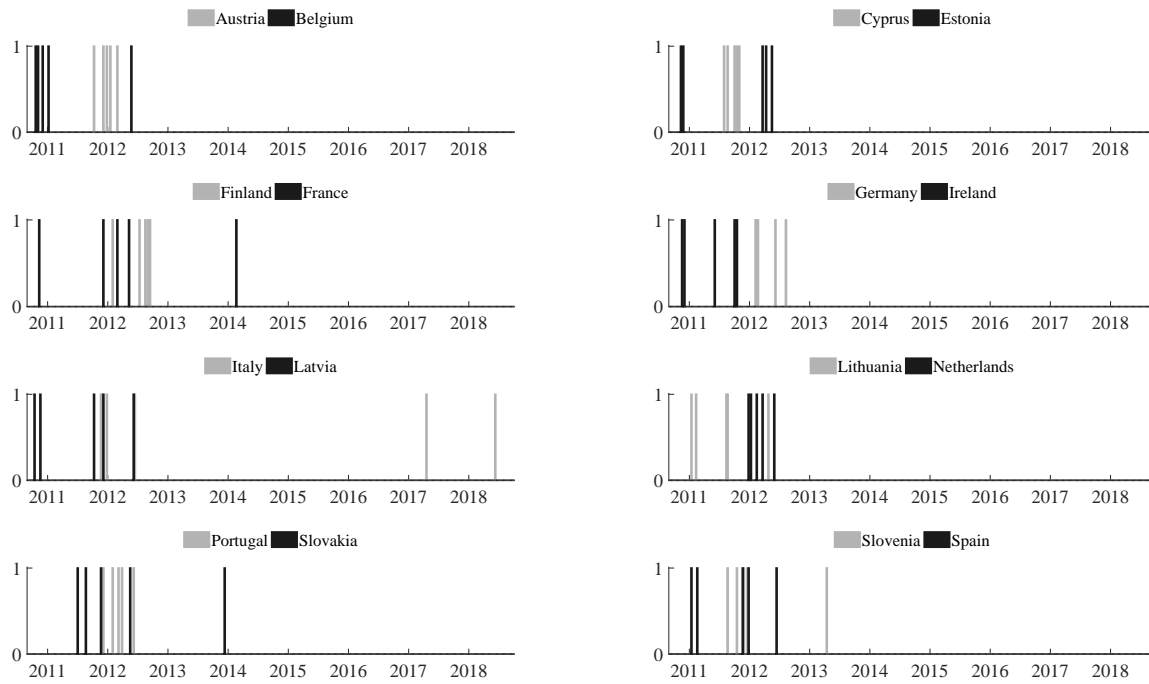 Austria Belgium
1
0
2011 2012 2013 2014 2015 2016 2017 2018
Cyprus Estonia
1
0
2011 2012 2013 2014 2015 2016 2017 2018
Finland France
1
0
2011 2012 2013 2014 2015 2016 2017 2018
Germany Ireland
1
0
2011 2012 2013 2014 2015 2016 2017 2018
Italy Latvia
1
0
2011 2012 2013 2014 2015 2016 2017 2018
Lithuania Netherlands
1
0
2011 2012 2013 2014 2015 2016 2017 2018
Portugal Slovakia
1
0
2011 2012 2013 2014 2015 2016 2017 2018
Slovenia Spain
1
0
2011 2012 2013 2014 2015 2016 2017 2018